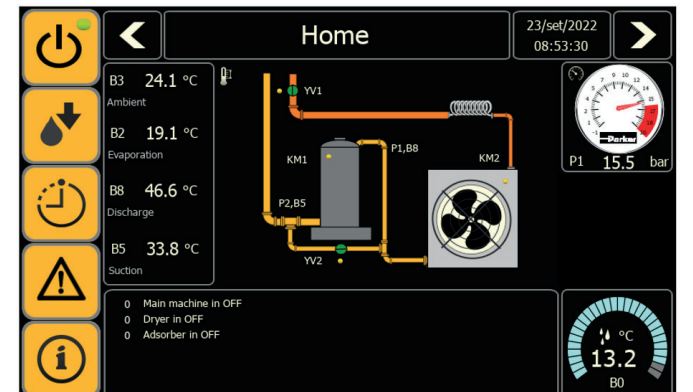 Home
23/set/2022
08:53:30
B3 24.1 °C
Ambient
B2 19.1 °C
Evaporation
B8 46.6 °C
Discharge
B5 33.8 °C
Suction
YV1
KM1
P1,B8
KM2
P2,B5
YV2
Parker
P1 15.5 bar
0 Main machine in OFF
0 Dryer in OFF
0 Adsorber in OFF
°C
13.2
B0